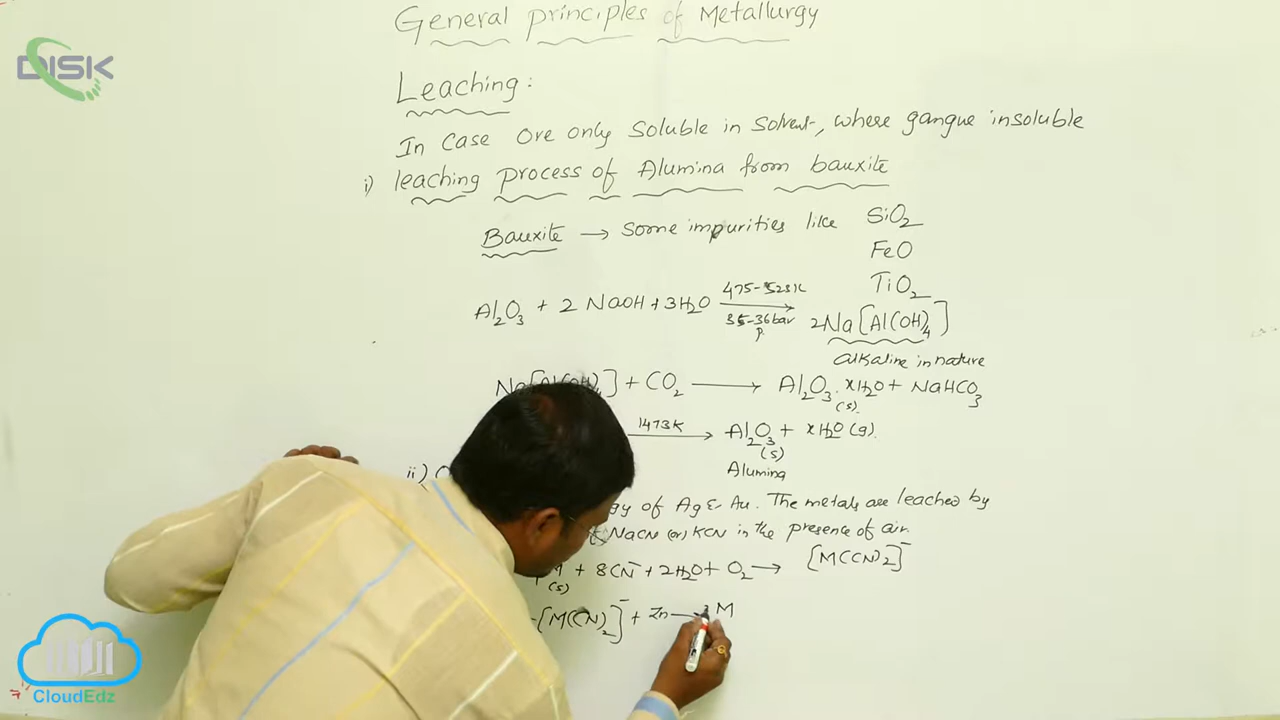 General principles of Metallurgy
DISK
Leaching:
In case ore only soluble in solvent, where gangue insoluble
i) leaching process of Alumina from bauxite
Bauxite → Some impurities like SiO₂
FeO
TiO₂
Al₂O₃ + 2 NaOH + 3H₂O 475-523K 35-36bar P. 2Na[Al(OH)₄]
alkaline in nature
Na[Al(OH)₄] + CO₂ → Al₂O₃.xH₂O + NaHCO₃
(s).
1473K → Al₂O₃ + xH₂O (g).
(s)
Alumina
ii)
of Ag & Au. The metals are leached by
NaCN (or) KCN in the presence of air.
+ 8CN⁻ + 2H₂O + O₂ → [M(CN)₂]⁻
(s)
[M(CN)₂]⁻ + Zn → M
CloudEdz